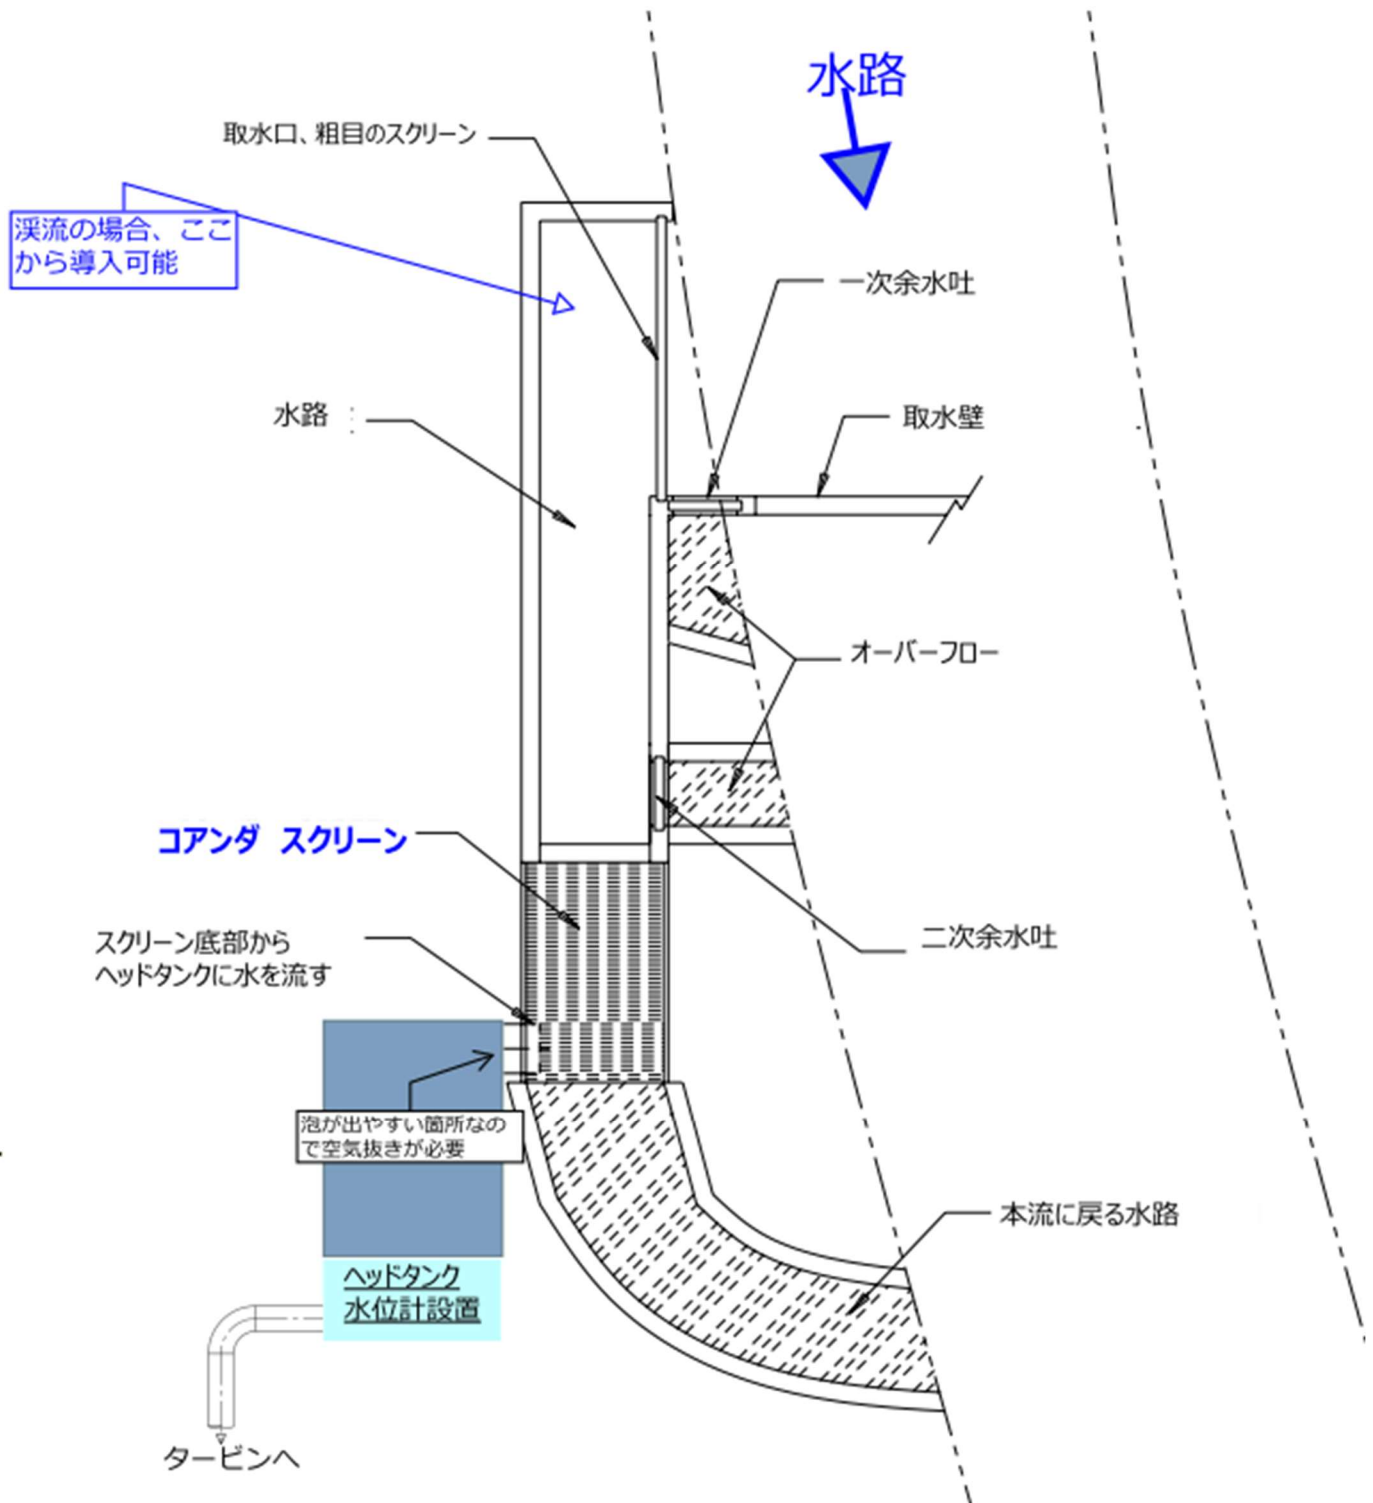 水路
取水口、粗目のスクリーン
渓流の場合、ここ
から導入可能
一次余水吐
水路 :
取水壁
オーバーフロー
コアンダ スクリーン
二次余水吐
スクリーン底部から
ヘッドタンクに水を流す
泡が出やすい箇所なの
で空気抜きが必要
本流に戻る水路
ヘッドタンク
水位計設置
タービンへ